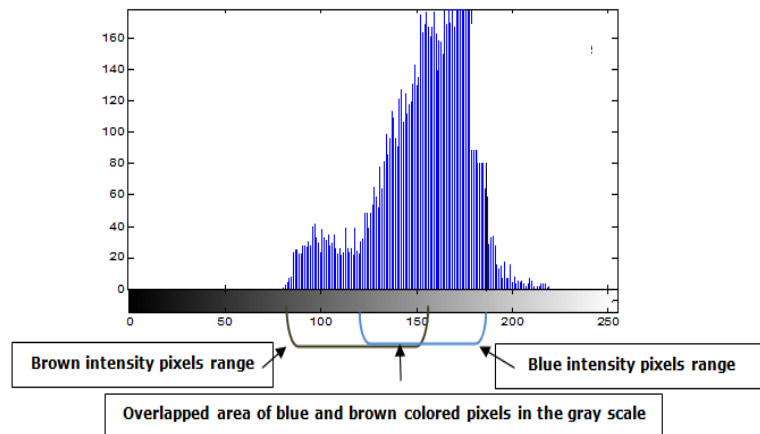 160
140
120
100
80
60
40
20
0
0 50 100 150 200 250
Brown intensity pixels range
Blue intensity pixels range
Overlapped area of blue and brown colored pixels in the gray scale